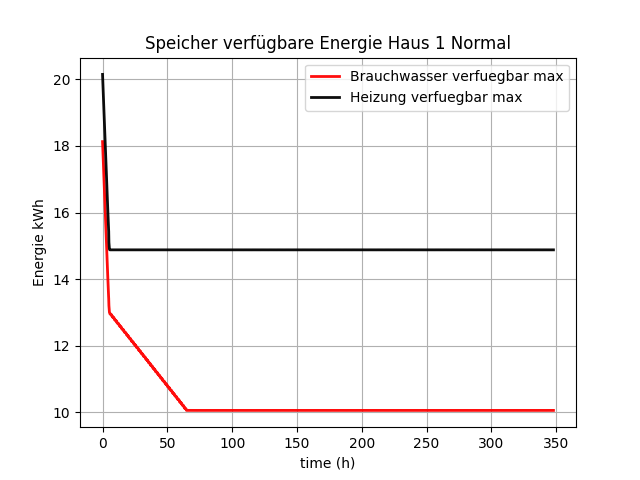 Speicher verfügbare Energie Haus 1 Normal
Brauchwasser verfuegbar max
Heizung verfuegbar max
Energie kWh
20
18
16
14
12
10
0 50 100 150 200 250 300 350
time (h)